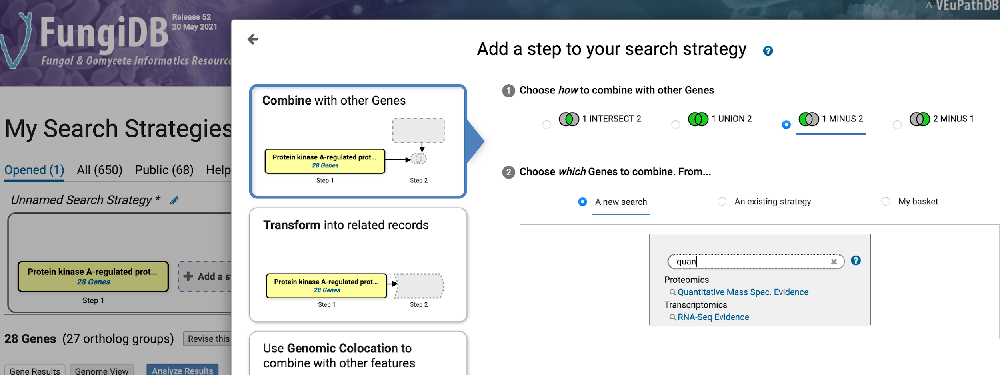 A VEuPathDB
FungiDB
Release 52
20 May 2021
Fungal & Oomycete Informatics Resource
My Search Strategies
Opened (1) All (650) Public (68) Help
Unnamed Search Strategy *
Protein kinase A-regulated prot...
28 Genes
Step 1
Add a s
28 Genes (27 ortholog groups)
Revise this
Gene Results
Genome View
Analyze Results
Add a step to your search strategy ?
Combine with other Genes
Protein kinase A-regulated prot...
28 Genes
Step 1
Step 2
Transform into related records
Protein kinase A-regulated prot...
28 Genes
Step 1
Step 2
Use Genomic Colocation to
combine with other features
1 Choose how to combine with other Genes
1 INTERSECT 2
1 UNION 2
1 MINUS 2
2 MINUS 1
2 Choose which Genes to combine. From...
A new search
An existing strategy
My basket
quan
?
Proteomics
Quantitative Mass Spec. Evidence
Transcriptomics
RNA-Seq Evidence